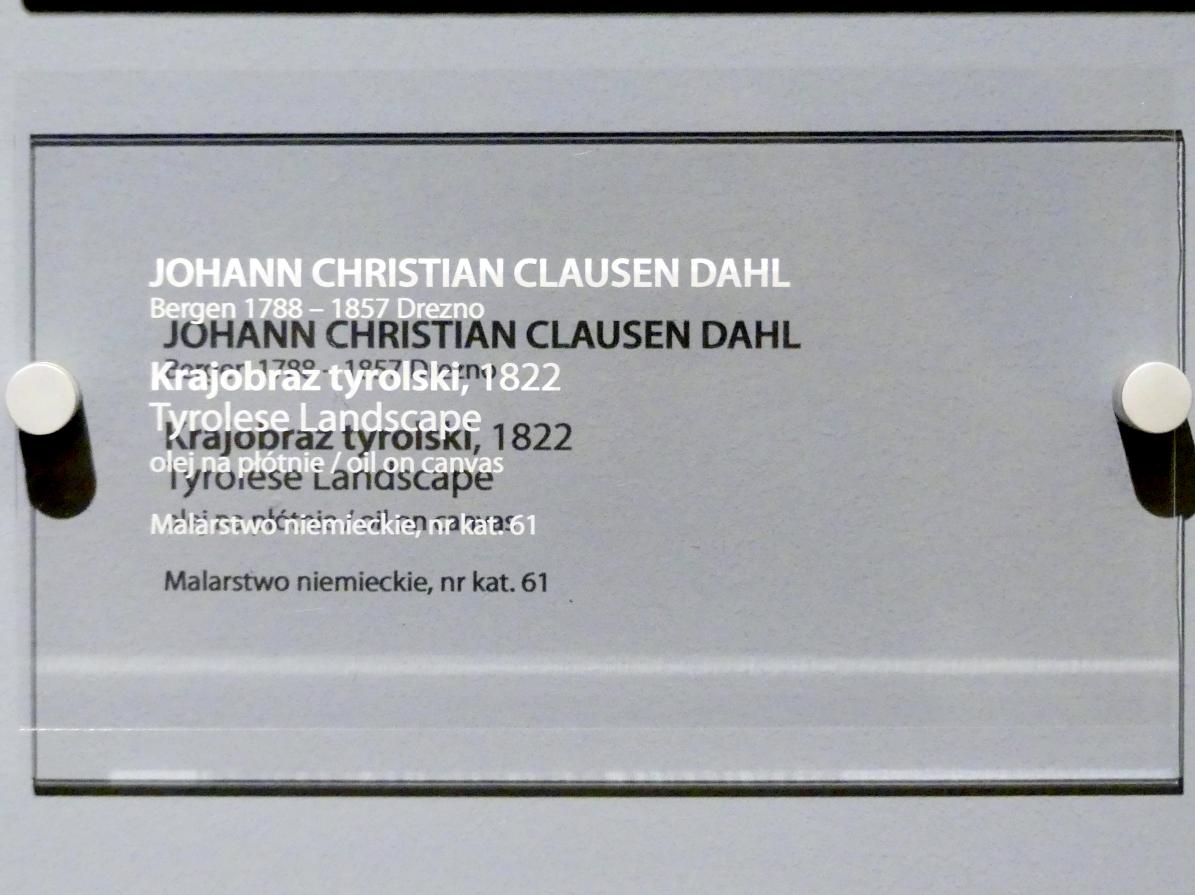 JOHANN CHRISTIAN CLAUSEN DAHL
Bergen 1788 – 1857 Drezno
Krajobraz tyrolski, 1822
Tyrolese Landscape
olej na płótnie / oil on canvas
Malarstwo niemieckie, nr kat. 61